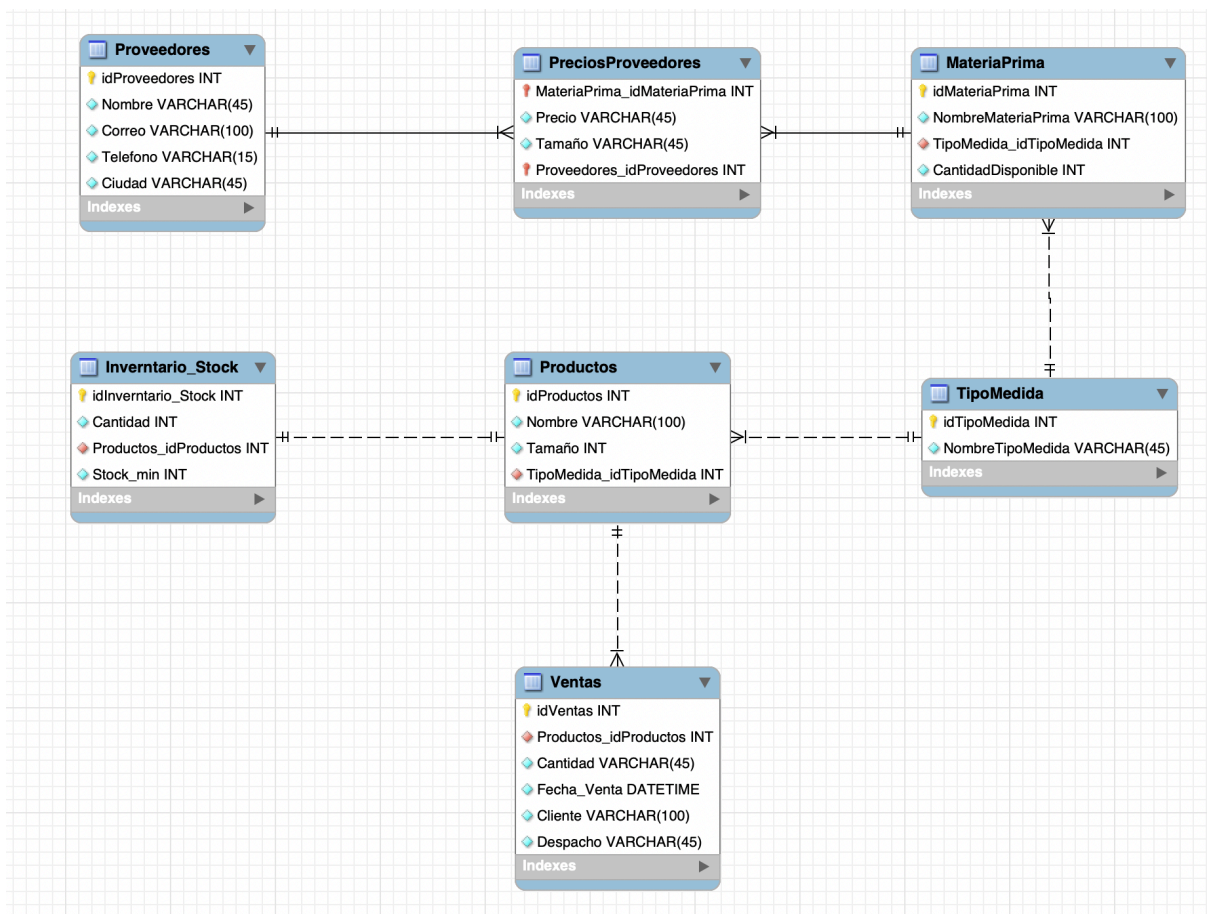 Proveedores
idProveedores INT
Nombre VARCHAR(45)
Correo VARCHAR(100)
Telefono VARCHAR(15)
Ciudad VARCHAR(45)
Indexes
PreciosProveedores
MateriaPrima_idMateriaPrima INT
Precio VARCHAR(45)
Tamaño VARCHAR(45)
Proveedores_idProveedores INT
Indexes
MateriaPrima
idMateriaPrima INT
NombreMateriaPrima VARCHAR(100)
TipoMedida_idTipoMedida INT
CantidadDisponible INT
Indexes
Inverntario_Stock
idInverntario_Stock INT
Cantidad INT
Productos_idProductos INT
Stock_min INT
Indexes
Productos
idProductos INT
Nombre VARCHAR(100)
Tamaño INT
TipoMedida_idTipoMedida INT
Indexes
TipoMedida
idTipoMedida INT
NombreTipoMedida VARCHAR(45)
Indexes
Ventas
idVentas INT
Productos_idProductos INT
Cantidad VARCHAR(45)
Fecha_Venta DATETIME
Cliente VARCHAR(100)
Despacho VARCHAR(45)
Indexes